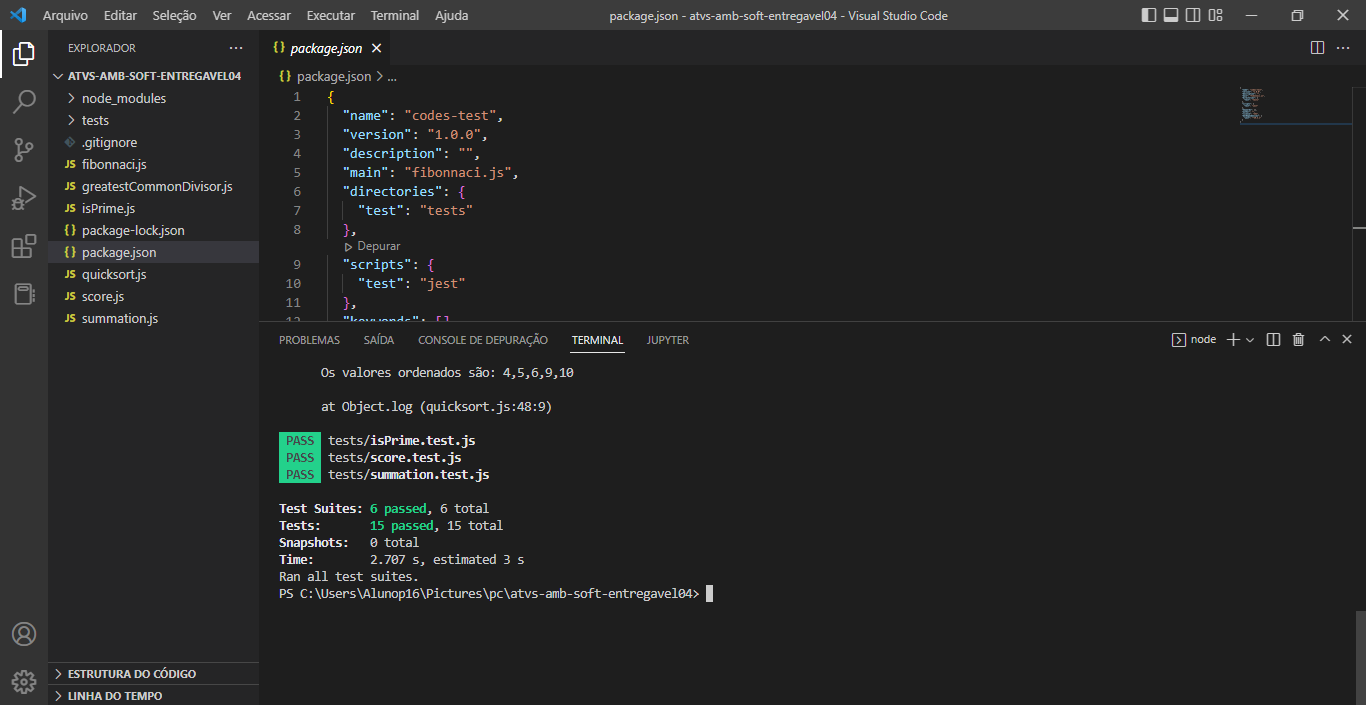 Arquivo Editar Seleção Ver Acessar Executar Terminal Ajuda
package.json - atvs-amb-soft-entregavel04 - Visual Studio Code
EXPLORADOR
ATVS-AMB-SOFT-ENTREGAVEL04
node_modules
tests
.gitignore
JS fibonnaci.js
JS greatestCommonDivisor.js
JS isPrime.js
{} package-lock.json
{} package.json
JS quicksort.js
JS score.js
JS summation.js
ESTRUTURA DO CÓDIGO
LINHA DO TEMPO
{} package.json
{} package.json > ...
1 {
2 "name": "codes-test",
3 "version": "1.0.0",
4 "description": "",
5 "main": "fibonnaci.js",
6 "directories": {
7 "test": "tests"
8 },
Depurar
9 "scripts": {
10 "test": "jest"
11 },
12 "keywords": [],
PROBLEMAS SAÍDA CONSOLE DE DEPURAÇÃO TERMINAL JUPYTER
node
Os valores ordenados são: 4,5,6,9,10
at Object.log (quicksort.js:48:9)
PASS tests/isPrime.test.js
PASS tests/score.test.js
PASS tests/summation.test.js
Test Suites: 6 passed, 6 total
Tests: 15 passed, 15 total
Snapshots: 0 total
Time: 2.707 s, estimated 3 s
Ran all test suites.
PS C:\Users\Alunop16\Pictures\pc\atvs-amb-soft-entregavel04>